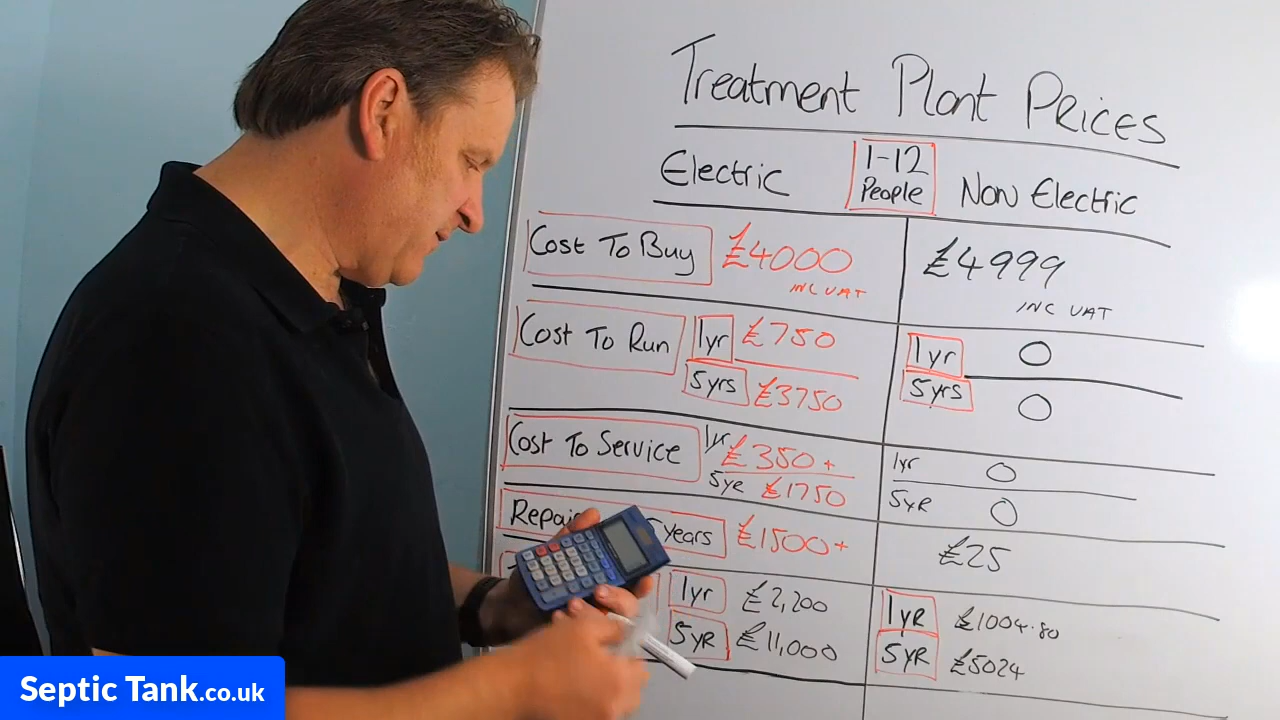 Treatment Plant Prices
Electric
1-12
People
Non Electric
Cost To Buy £4000
INC VAT
£4999
INC VAT
Cost To Run 1yr £750
5yrs £3750
1yr 0
5yrs 0
Cost To Service 1yr £350+
5yr £1750
1yr 0
5yr 0
years £1500+
£25
1yr £2,200
5yr £11,000
1yr £1004.80
5yr £5024
Septic Tank.co.uk